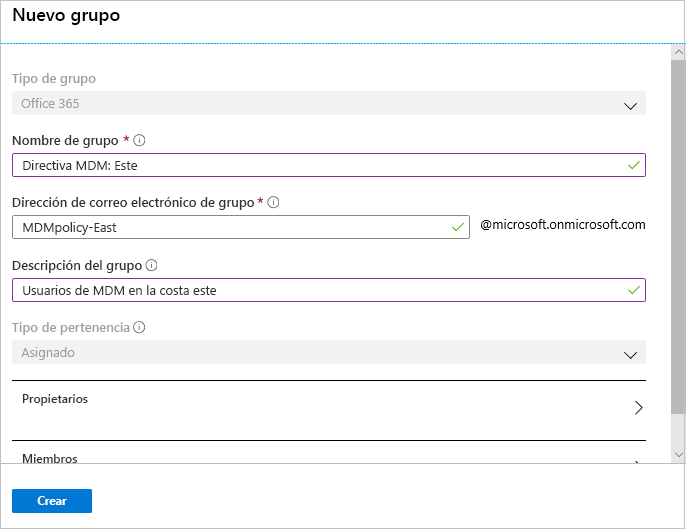 Nuevo grupo
Tipo de grupo
Office 365
Nombre de grupo *
Directiva MDM: Este
Dirección de correo electrónico de grupo *
MDMpolicy-East @microsoft.onmicrosoft.com
Descripción del grupo
Usuarios de MDM en la costa este
Tipo de pertenencia
Asignado
Propietarios
Miembros
Crear